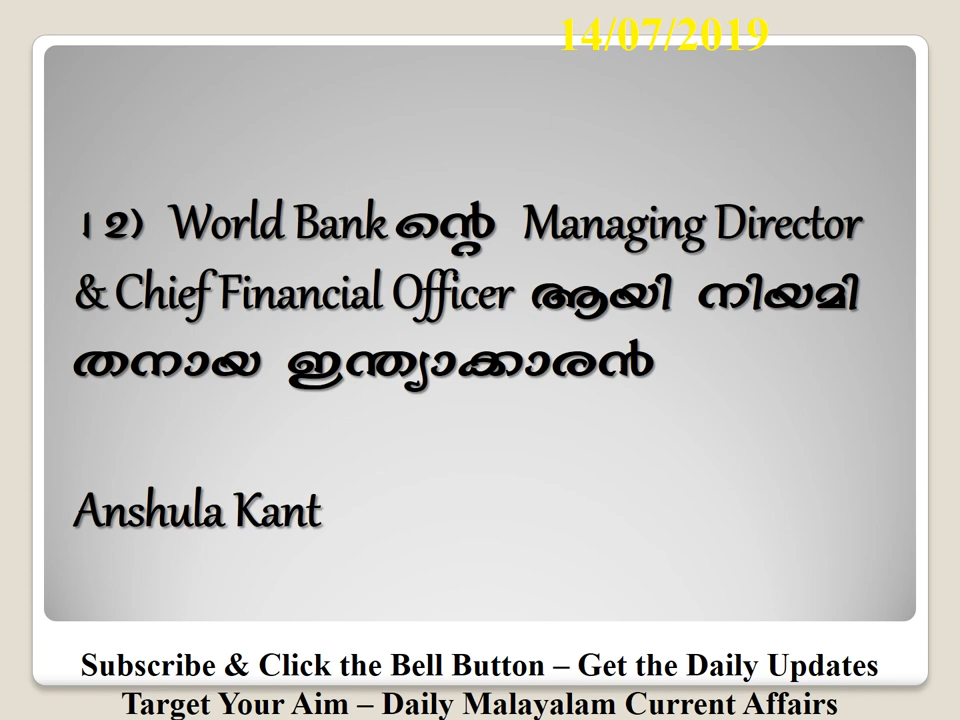 14/07/2019
12) World Bank ന്റെ Managing Director
& Chief Financial Officer ആയി നിയമി
തനായ ഇന്ത്യാക്കാരൻ
Anshula Kant
Subscribe & Click the Bell Button – Get the Daily Updates
Target Your Aim – Daily Malayalam Current Affairs